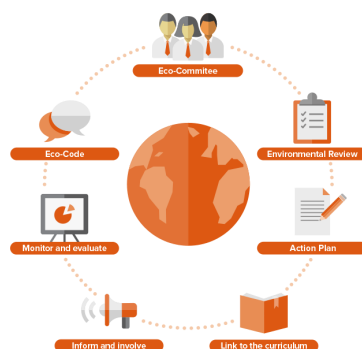 Eco-Commitee
Environmental Review
Action Plan
Link to the curriculum
Inform and involve
Monitor and evaluate
Eco-Code